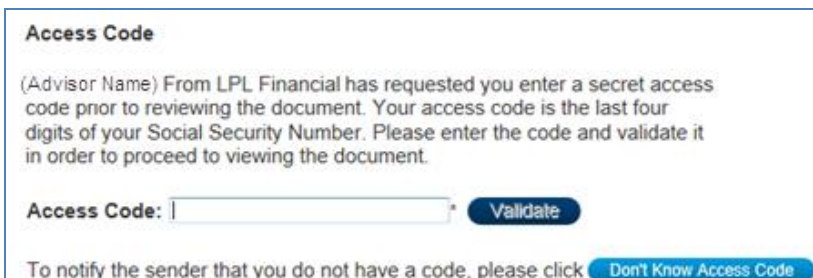 Access Code
(Advisor Name) From LPL Financial has requested you enter a secret access
code prior to reviewing the document. Your access code is the last four
digits of your Social Security Number. Please enter the code and validate it
in order to proceed to viewing the document.
Access Code: * Validate
To notify the sender that you do not have a code, please click Don't Know Access Code